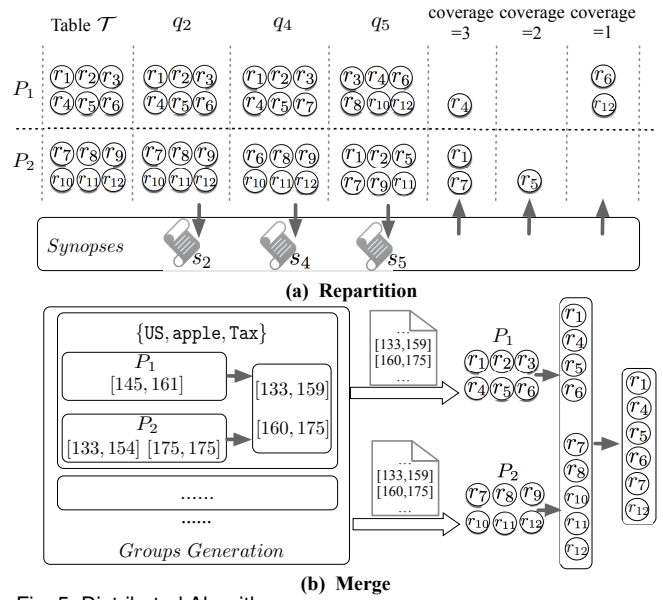 Table 𝒯 q2 q4 q5 coverage =3 coverage =2 coverage =1
P1
r1 r2 r3 r1 r2 r3 r1 r2 r3 r3 r4 r6 r6
r4 r5 r6 r4 r5 r6 r4 r5 r7 r8 r10 r12 r4 r12
P2
r7 r8 r9 r7 r8 r9 r6 r8 r9 r1 r2 r5 r1
r10 r11 r12 r10 r11 r12 r10 r11 r12 r7 r9 r11 r7 r5
Synopses s2 s4 s5
(a) Repartition
{US, apple, Tax}
P1
[145, 161]
P2
[133, 154] [175, 175]
[133, 159]
[160, 175]
......
......
Groups Generation
...
[133,159]
[160,175]
...
...
[133,159]
[160,175]
...
P1
r1 r2 r3
r4 r5 r6
P2
r7 r8 r9
r10 r11 r12
r1
r4
r5
r6
r7
r8
r10
r11
r12
r1
r4
r5
r6
r7
r12
(b) Merge